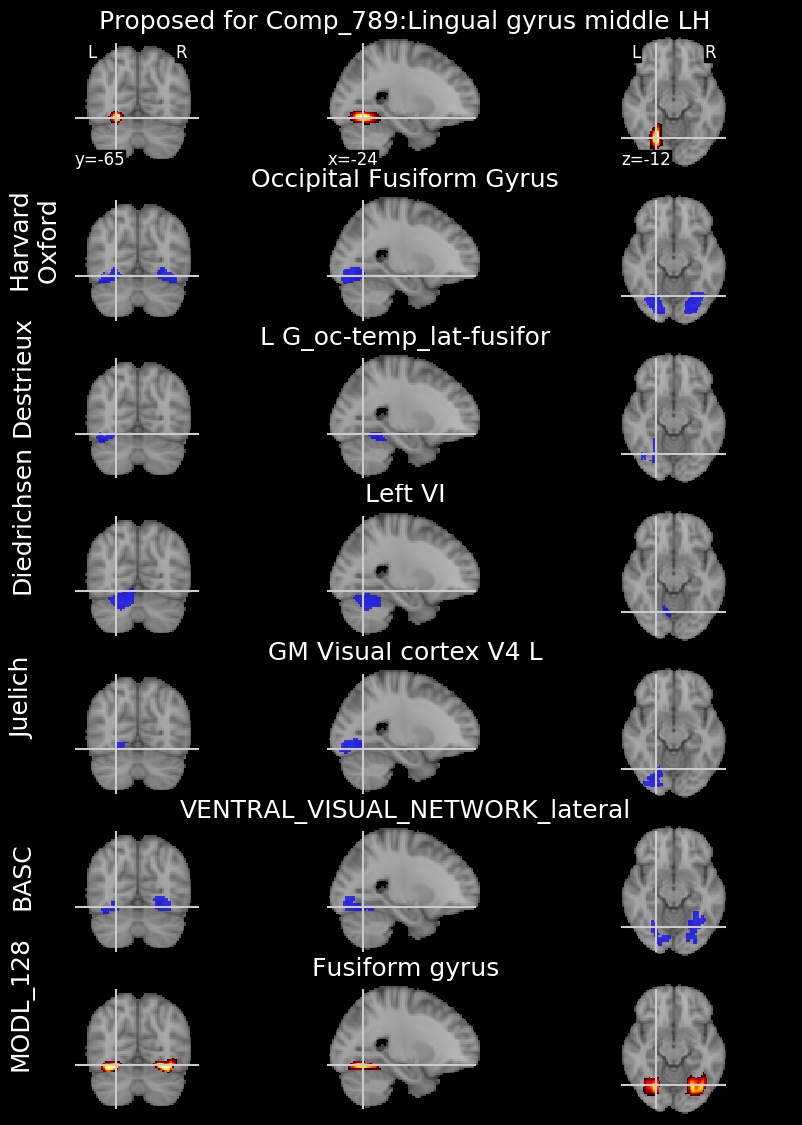 Proposed for Comp_789:Lingual gyrus middle LH
L R
L R
y=-65
x=-24
z=-12
Occipital Fusiform Gyrus
Harvard
Oxford
L G_oc-temp_lat-fusifor
Destrieux
Left VI
Diedrichsen
GM Visual cortex V4 L
Juelich
VENTRAL_VISUAL_NETWORK_lateral
BASC
Fusiform gyrus
MODL_128